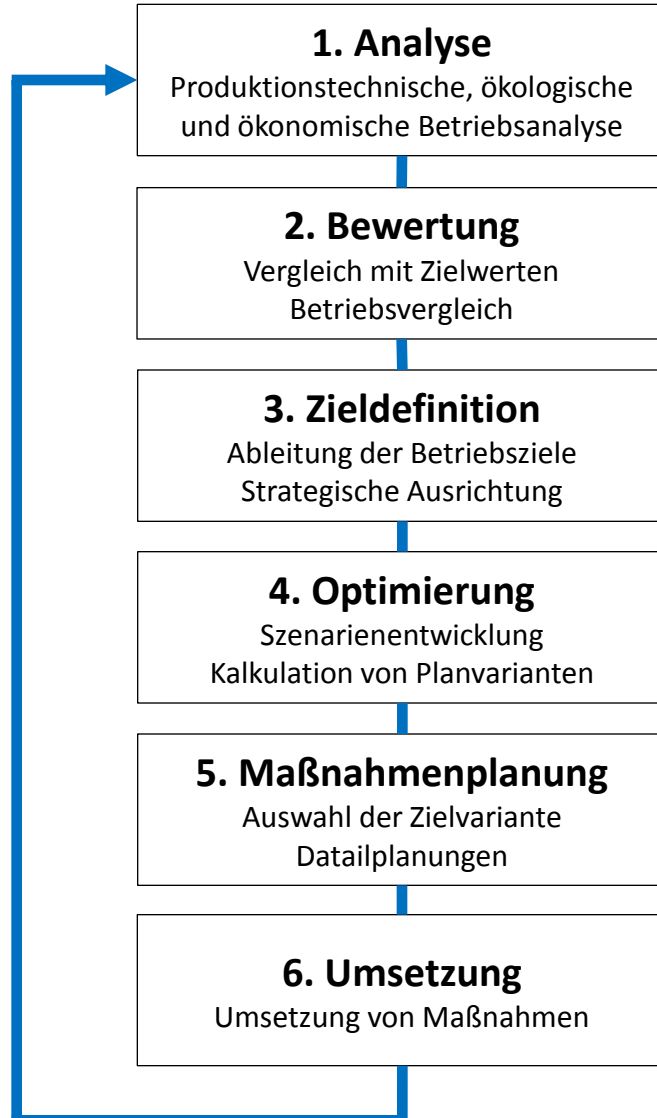 1. Analyse
Produktionstechnische, ökologische
und ökonomische Betriebsanalyse
2. Bewertung
Vergleich mit Zielwerten
Betriebsvergleich
3. Zieldefinition
Ableitung der Betriebsziele
Strategische Ausrichtung
4. Optimierung
Szenarienentwicklung
Kalkulation von Planvarianten
5. Maßnahmenplanung
Auswahl der Zielvariante
Datailplanungen
6. Umsetzung
Umsetzung von Maßnahmen